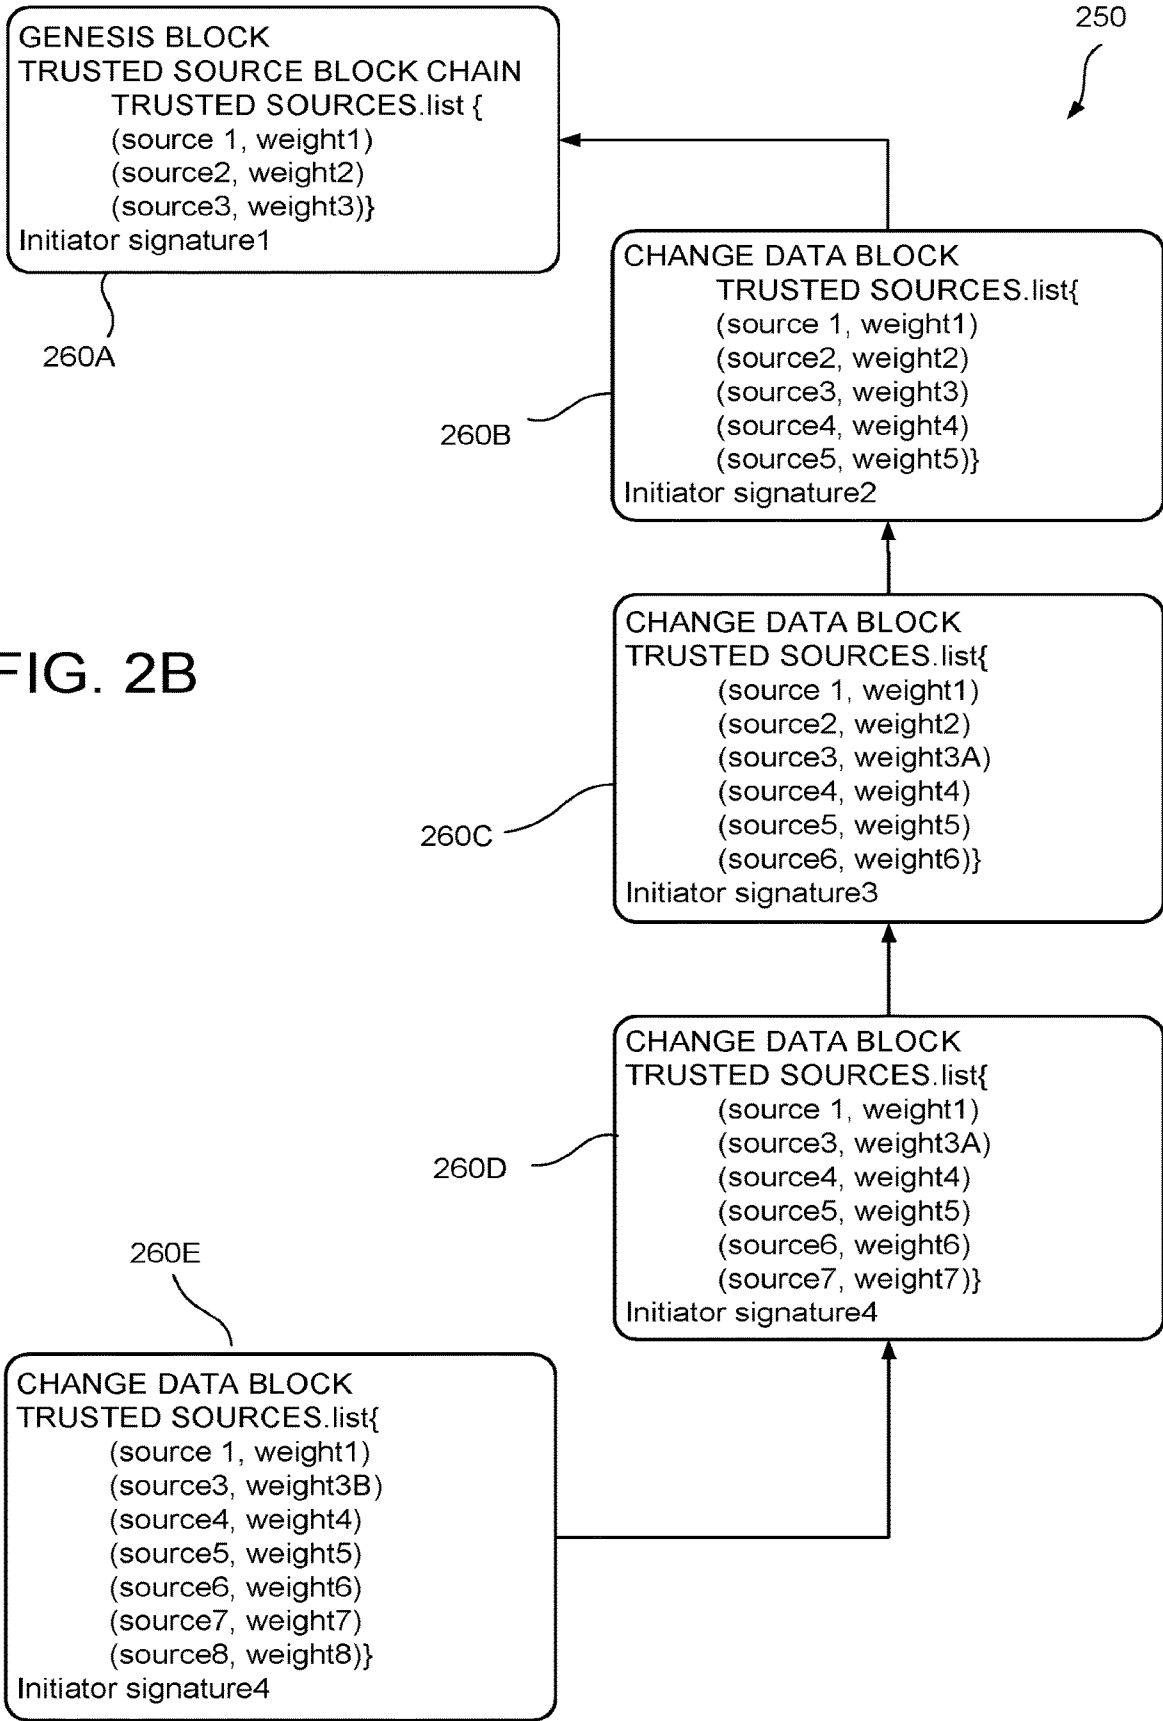 250
GENESIS BLOCK
TRUSTED SOURCE BLOCK CHAIN
TRUSTED SOURCES.list {
(source 1, weight1)
(source2, weight2)
(source3, weight3)}
Initiator signature1
260A
CHANGE DATA BLOCK
TRUSTED SOURCES.list{
(source 1, weight1)
(source2, weight2)
(source3, weight3)
(source4, weight4)
(source5, weight5)}
Initiator signature2
260B
CHANGE DATA BLOCK
TRUSTED SOURCES.list{
(source 1, weight1)
(source2, weight2)
(source3, weight3A)
(source4, weight4)
(source5, weight5)
(source6, weight6)}
Initiator signature3
260C
FIG. 2B
CHANGE DATA BLOCK
TRUSTED SOURCES.list{
(source 1, weight1)
(source3, weight3A)
(source4, weight4)
(source5, weight5)
(source6, weight6)
(source7, weight7)}
Initiator signature4
260D
260E
CHANGE DATA BLOCK
TRUSTED SOURCES.list{
(source 1, weight1)
(source3, weight3B)
(source4, weight4)
(source5, weight5)
(source6, weight6)
(source7, weight7)
(source8, weight8)}
Initiator signature4